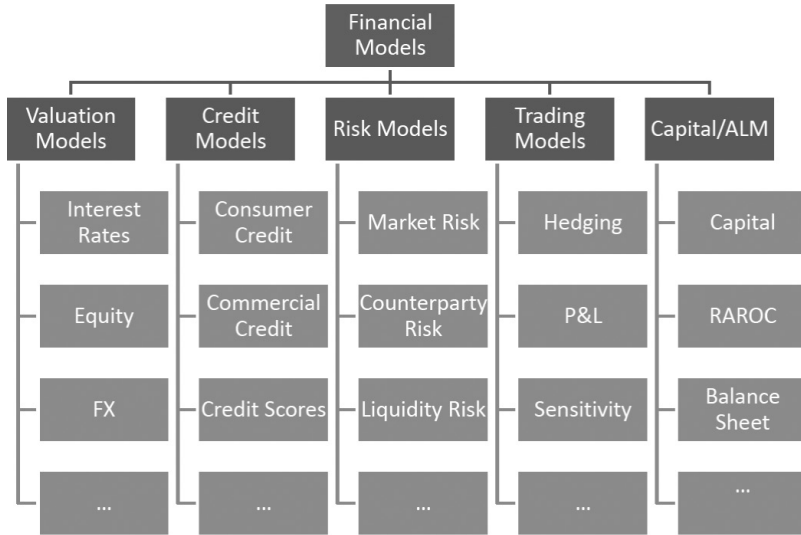 Financial
Models
Valuation
Models
Credit
Models
Risk Models
Trading
Models
Capital/ALM
Interest
Rates
Consumer
Credit
Market Risk
Hedging
Capital
Equity
Commercial
Credit
Counterparty
Risk
P&L
RAROC
FX
Credit Scores
Liquidity Risk
Sensitivity
Balance
Sheet
...
...
...
...
...